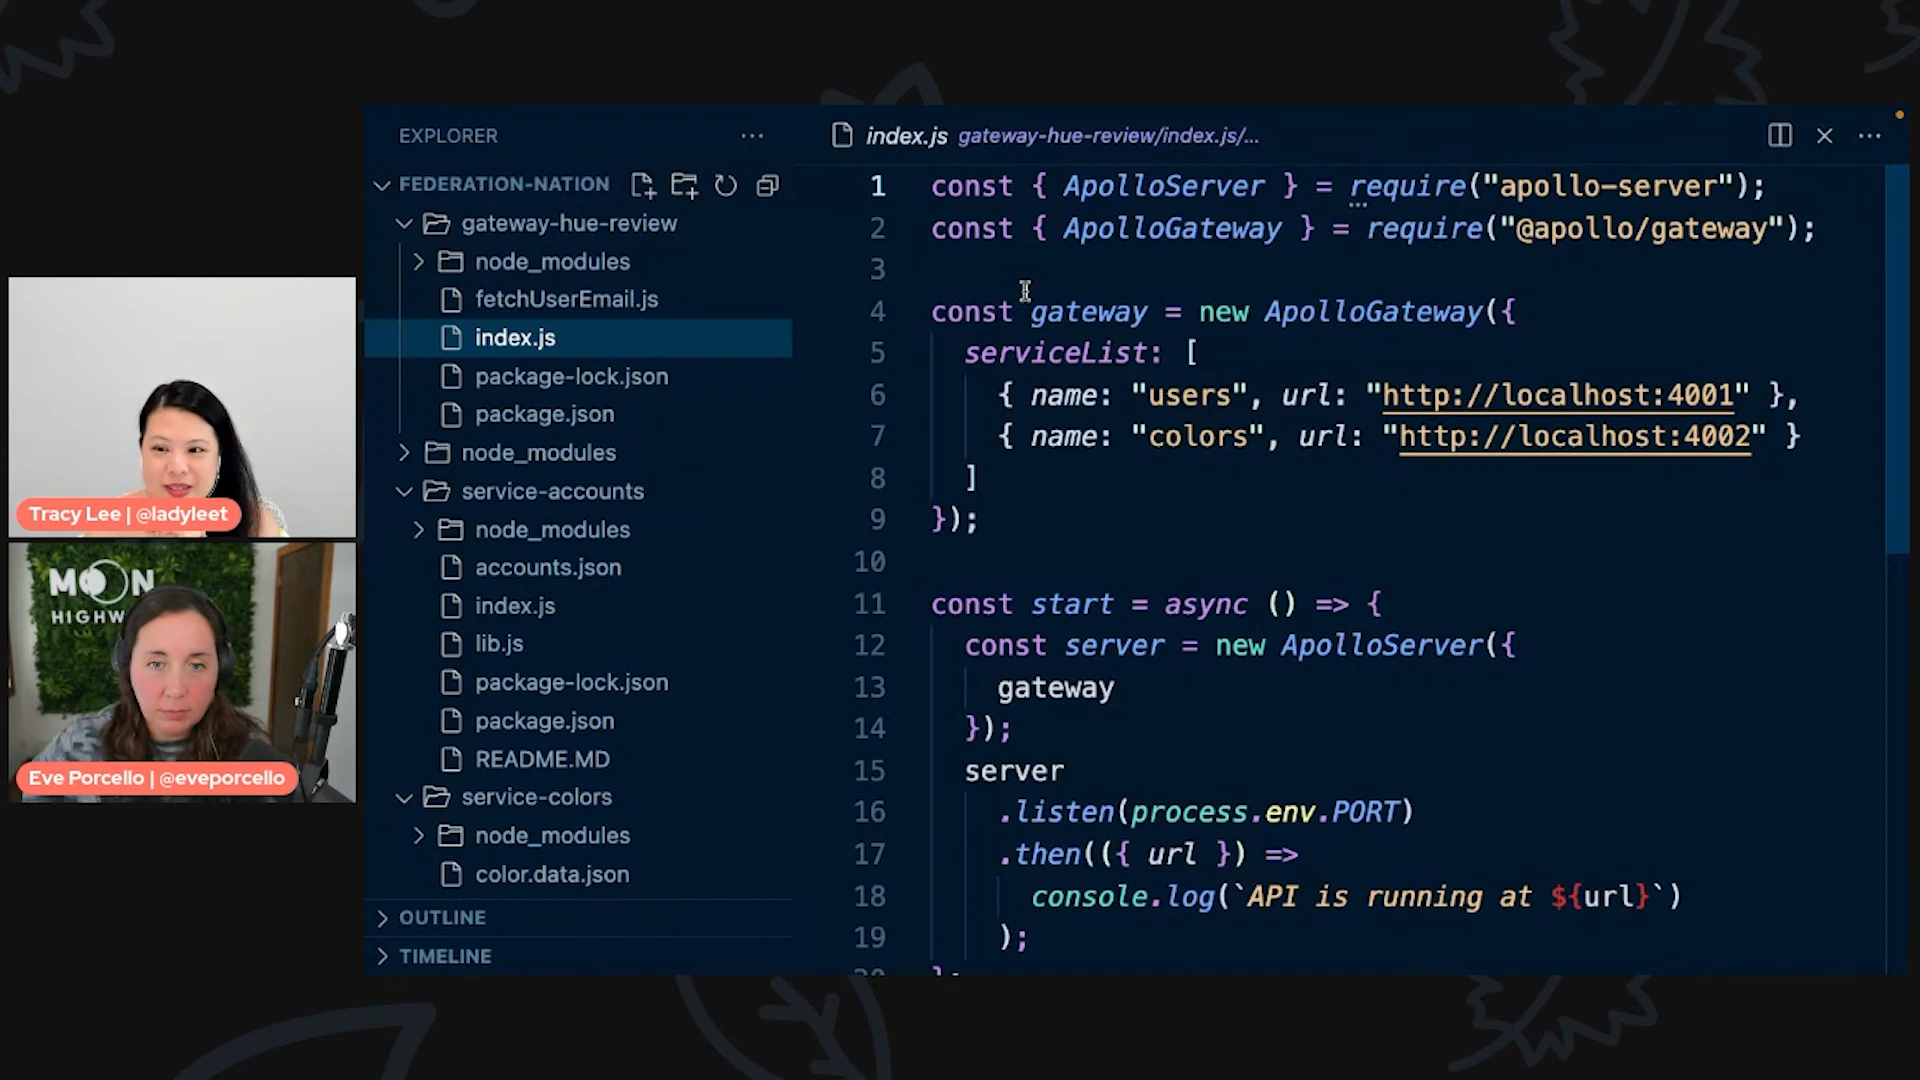 EXPLORER
FEDERATION-NATION
gateway-hue-review
node_modules
fetchUserEmail.js
index.js
package-lock.json
package.json
node_modules
service-accounts
node_modules
accounts.json
index.js
lib.js
package-lock.json
package.json
README.MD
service-colors
node_modules
color.data.json
OUTLINE
TIMELINE
index.js gateway-hue-review/index.js/...
1 const { ApolloServer } = require("apollo-server");
2 const { ApolloGateway } = require("@apollo/gateway");
3
4 const gateway = new ApolloGateway({
5 serviceList: [
6 { name: "users", url: "http://localhost:4001" },
7 { name: "colors", url: "http://localhost:4002" }
8 ]
9 });
10
11 const start = async () => {
12 const server = new ApolloServer({
13 gateway
14 });
15 server
16 .listen(process.env.PORT)
17 .then(({ url }) =>
18 console.log(`API is running at ${url}`)
19 );
Tracy Lee | @ladyleet
MOON
HIGHW
Eve Porcello | @eveporcello